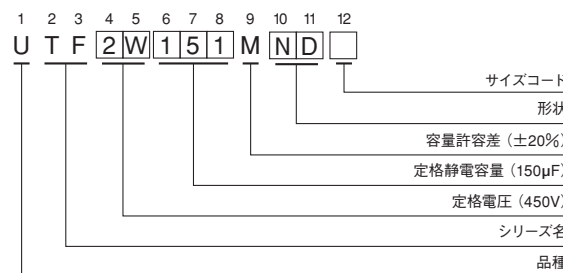 1 2 3 4 5 6 7 8 9 10 11 12
U T F 2 W 1 5 1 M N D
サイズコード
形状
容量許容差（±20%）
定格静電容量（150µF）
定格電圧（450V）
シリーズ名
品種